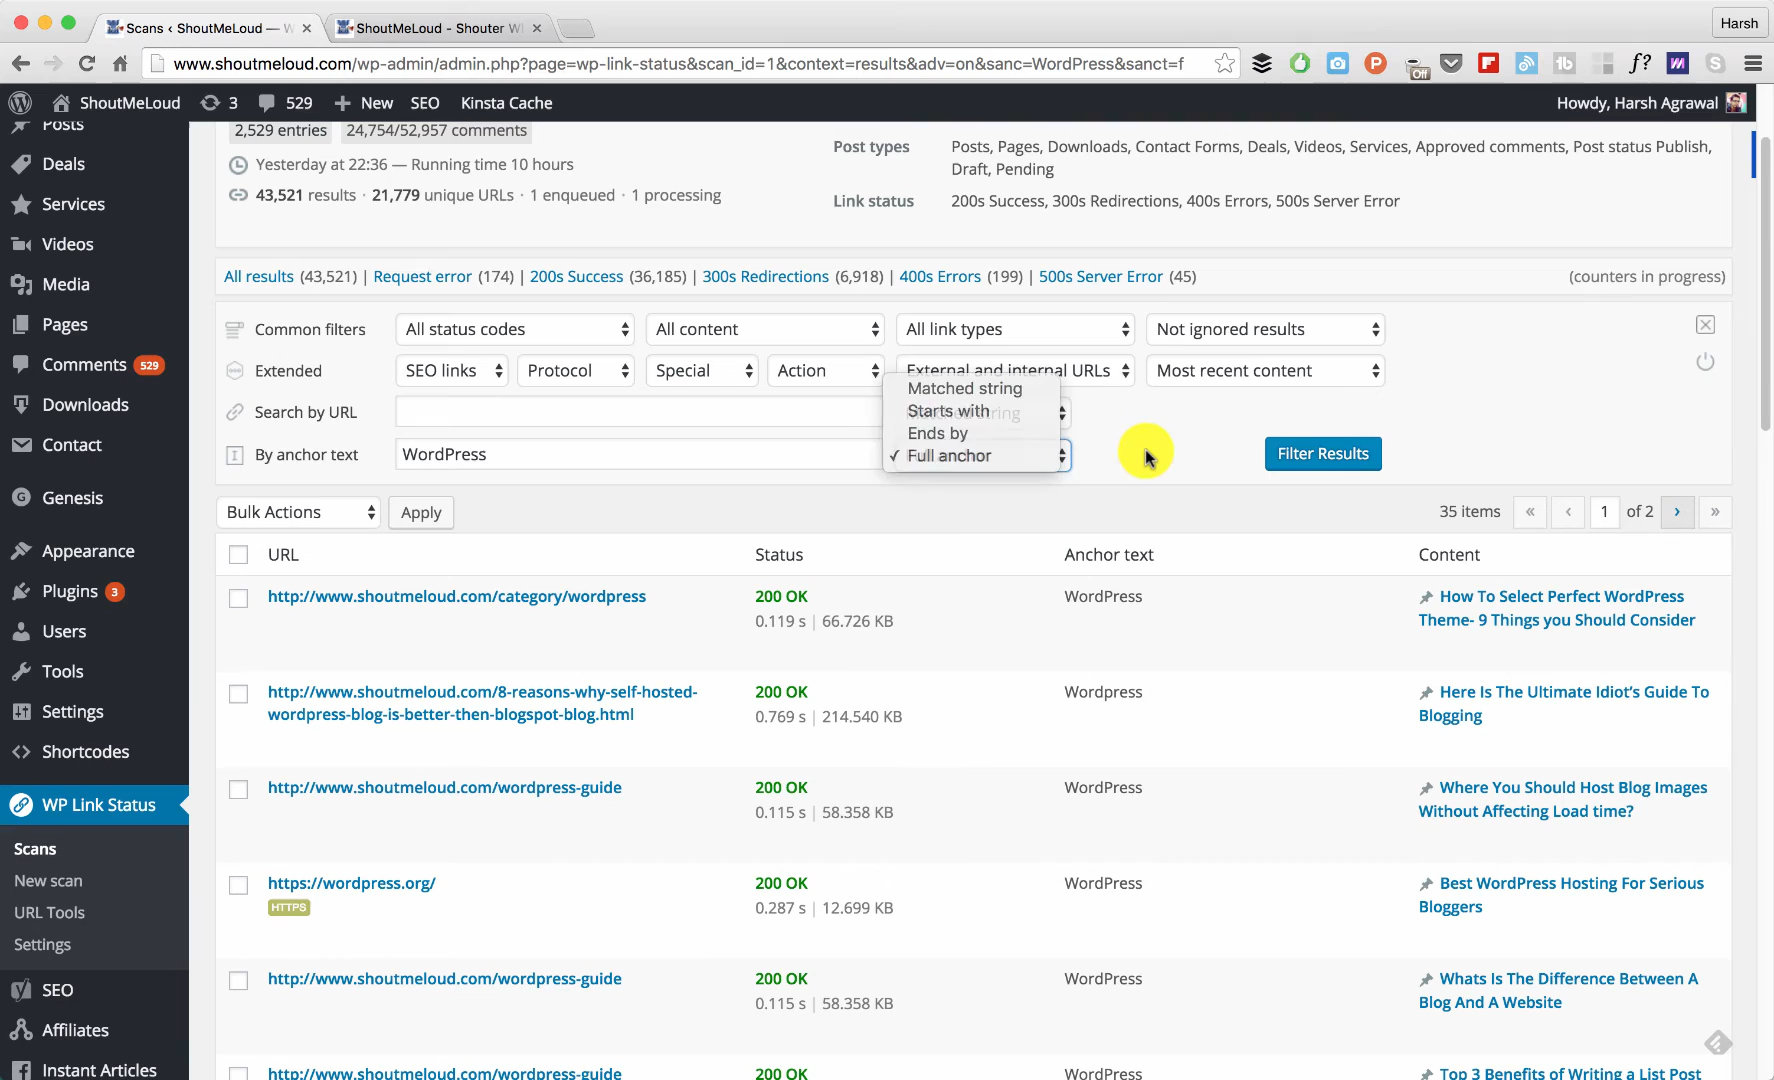 Scans ‹ ShoutMeLoud — W
ShoutMeLoud - Shouter W
Harsh
www.shoutmeloud.com/wp-admin/admin.php?page=wp-link-status&scan_id=1&context=results&adv=on&sanc=WordPress&sanct=f
Off
ShoutMeLoud 3 529 New SEO Kinsta Cache
Howdy, Harsh Agrawal
Posts
Deals
Services
Videos
Media
Pages
Comments 529
Downloads
Contact
Genesis
Appearance
Plugins 3
Users
Tools
Settings
Shortcodes
WP Link Status
Scans
New scan
URL Tools
Settings
SEO
Affiliates
Instant Articles
2,529 entries 24,754/52,957 comments
Yesterday at 22:36 — Running time 10 hours
43,521 results · 21,779 unique URLs · 1 enqueued · 1 processing
Post types Posts, Pages, Downloads, Contact Forms, Deals, Videos, Services, Approved comments, Post status Publish,
Draft, Pending
Link status 200s Success, 300s Redirections, 400s Errors, 500s Server Error
All results (43,521) | Request error (174) | 200s Success (36,185) | 300s Redirections (6,918) | 400s Errors (199) | 500s Server Error (45)
(counters in progress)
Common filters All status codes All content All link types Not ignored results
Extended SEO links Protocol Special Action External and internal URLs Most recent content
Search by URL
Matched string
Starts with
Ends by
✓ Full anchor
By anchor text WordPress
Filter Results
Bulk Actions Apply
35 items « ‹ 1 of 2 › »
URL Status Anchor text Content
http://www.shoutmeloud.com/category/wordpress 200 OK WordPress How To Select Perfect WordPress
0.119 s | 66.726 KB Theme- 9 Things you Should Consider
http://www.shoutmeloud.com/8-reasons-why-self-hosted- 200 OK Wordpress Here Is The Ultimate Idiot's Guide To
wordpress-blog-is-better-then-blogspot-blog.html 0.769 s | 214.540 KB Blogging
http://www.shoutmeloud.com/wordpress-guide 200 OK WordPress Where You Should Host Blog Images
0.115 s | 58.358 KB Without Affecting Load time?
https://wordpress.org/ 200 OK WordPress Best WordPress Hosting For Serious
HTTPS 0.287 s | 12.699 KB Bloggers
http://www.shoutmeloud.com/wordpress-guide 200 OK WordPress Whats Is The Difference Between A
0.115 s | 58.358 KB Blog And A Website
http://www.shoutmeloud.com/wordpress-guide 200 OK WordPress Top 3 Benefits of Writing a List Post